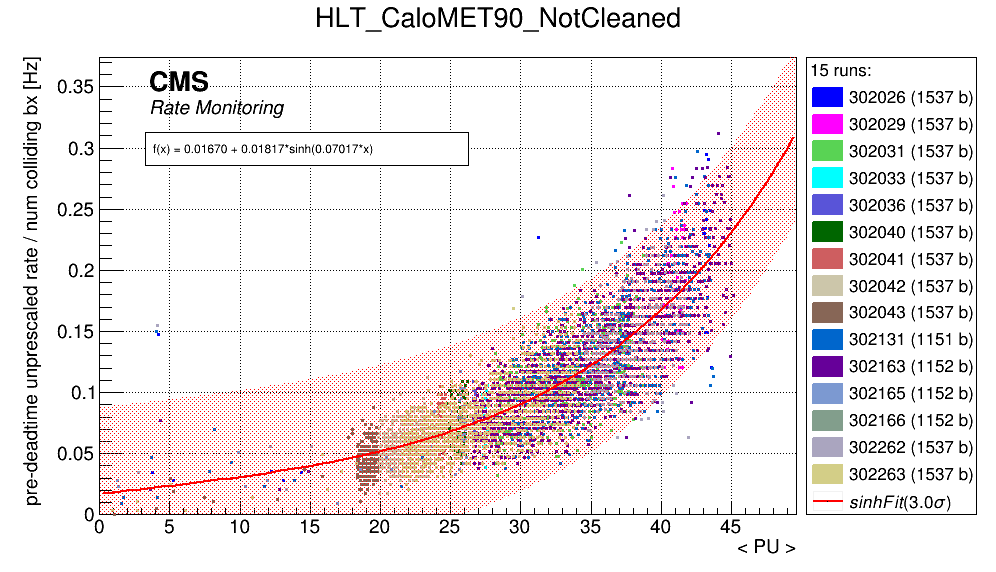 HLT_CaloMET90_NotCleaned
pre-deadtime unprescaled rate / num colliding bx [Hz]
CMS
Rate Monitoring
f(x) = 0.01670 + 0.01817*sinh(0.07017*x)
0.35
0.3
0.25
0.2
0.15
0.1
0.05
0
0 5 10 15 20 25 30 35 40 45
< PU >
15 runs:
302026 (1537 b)
302029 (1537 b)
302031 (1537 b)
302033 (1537 b)
302036 (1537 b)
302040 (1537 b)
302041 (1537 b)
302042 (1537 b)
302043 (1537 b)
302131 (1151 b)
302163 (1152 b)
302165 (1152 b)
302166 (1152 b)
302262 (1537 b)
302263 (1537 b)
sinhFit(3.0σ)